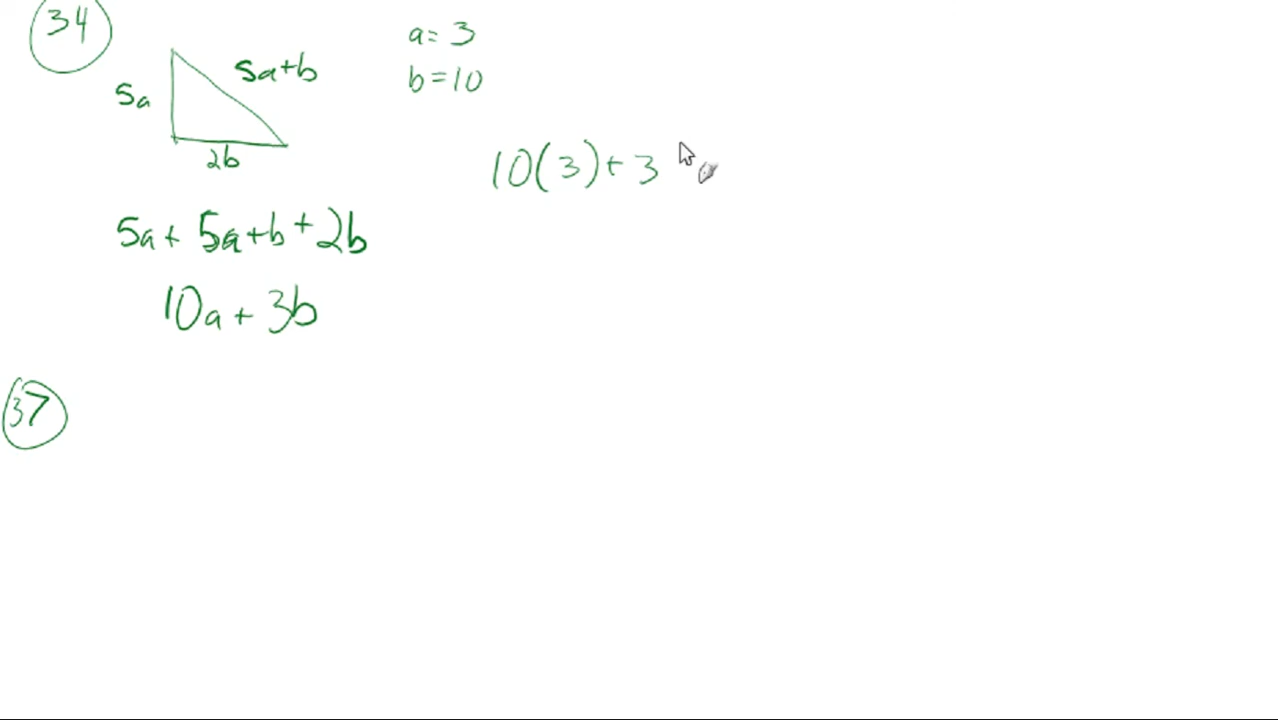 34
a= 3
5a+b
b=10
5a
2b
10(3)+3
5a+ 5a+b+2b
10a+3b
37